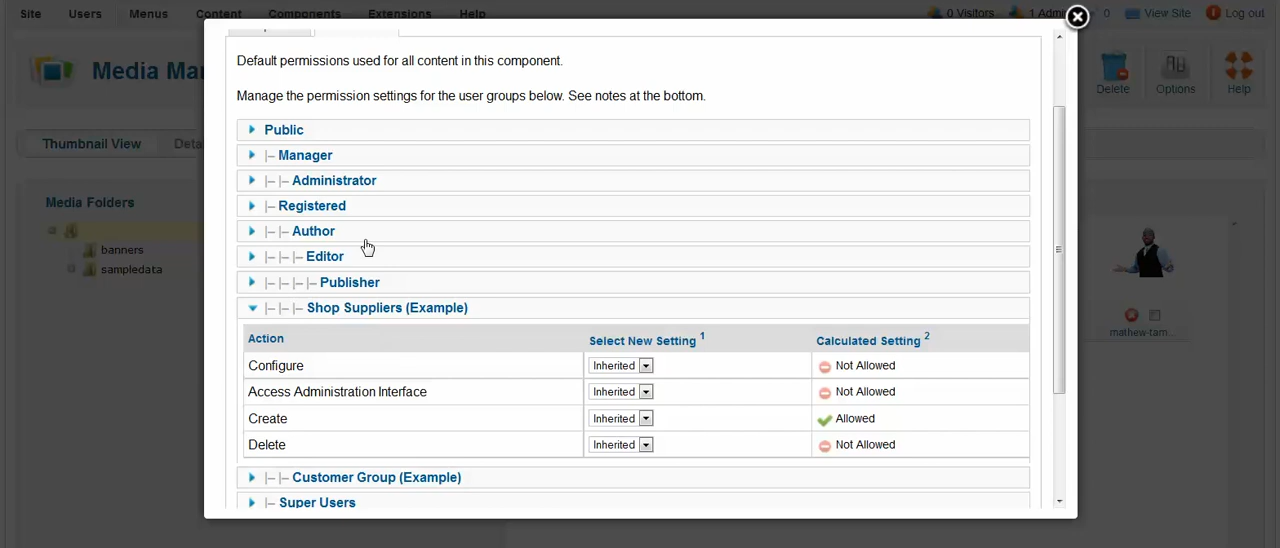 Site Users Menus Content Components Extensions Help 0 Visitors 1 Admi 0 View Site Log out
Media Ma
Delete Options Help
Thumbnail View Deta
Media Folders
banners
sampledata
mathew-tam...
Default permissions used for all content in this component.
Manage the permission settings for the user groups below. See notes at the bottom.
Public
|– Manager
|– |– Administrator
|– Registered
|– |– Author
|– |– |– Editor
|– |– |– |– Publisher
|– |– |– Shop Suppliers (Example)
Action Select New Setting 1 Calculated Setting 2
Configure Inherited Not Allowed
Access Administration Interface Inherited Not Allowed
Create Inherited Allowed
Delete Inherited Not Allowed
|– |– Customer Group (Example)
|– Super Users